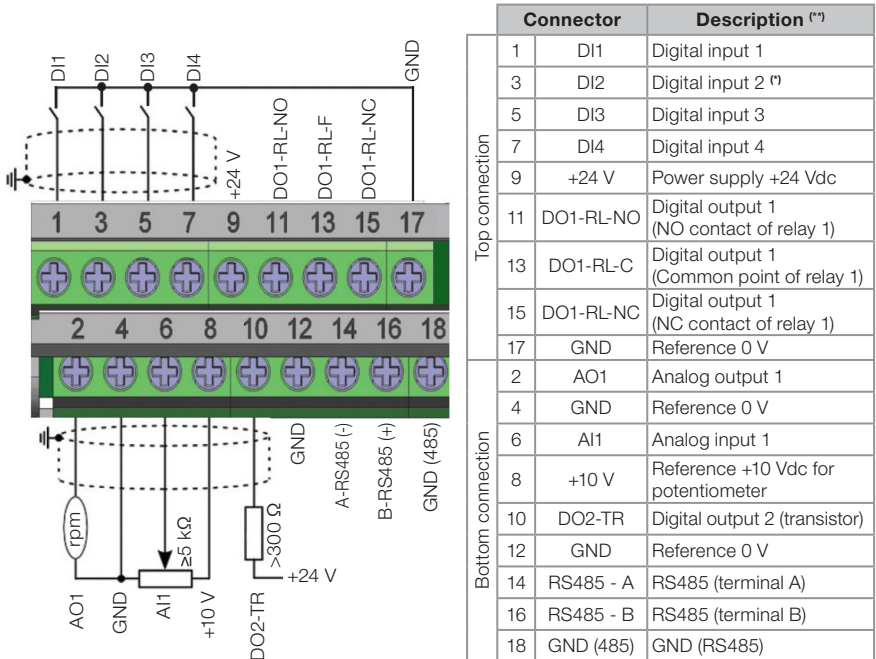 DI1
DI2
DI3
DI4
GND
+24 V
DO1-RL-NO
DO1-RL-F
DO1-RL-NC
1 3 5 7 9 11 13 15 17
2 4 6 8 10 12 14 16 18
GND
A-RS485 (-)
B-RS485 (+)
GND (485)
rpm
≥5 kΩ
>300 Ω
+24 V
AO1
GND
AI1
+10 V
DO2-TR
Connector Description (**)
Top connection
1 DI1 Digital input 1
3 DI2 Digital input 2 (*)
5 DI3 Digital input 3
7 DI4 Digital input 4
9 +24 V Power supply +24 Vdc
11 DO1-RL-NO Digital output 1
(NO contact of relay 1)
13 DO1-RL-C Digital output 1
(Common point of relay 1)
15 DO1-RL-NC Digital output 1
(NC contact of relay 1)
17 GND Reference 0 V
Bottom connection
2 AO1 Analog output 1
4 GND Reference 0 V
6 AI1 Analog input 1
8 +10 V Reference +10 Vdc for
potentiometer
10 DO2-TR Digital output 2 (transistor)
12 GND Reference 0 V
14 RS485 - A RS485 (terminal A)
16 RS485 - B RS485 (terminal B)
18 GND (485) GND (RS485)